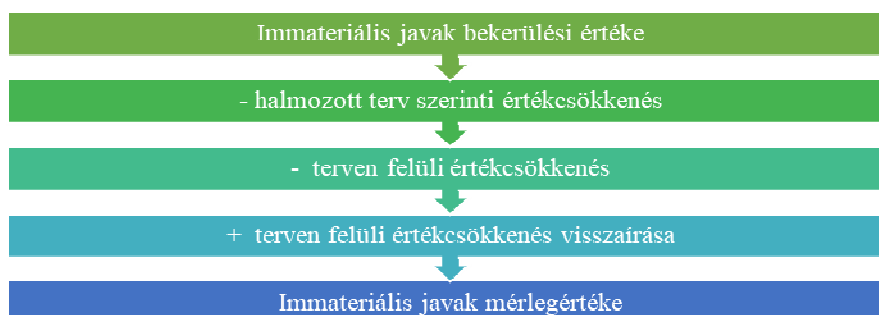 Immateriális javak bekerülési értéke
- halmozott terv szerinti értékcsökkenés
- terven felüli értékcsökkenés
+ terven felüli értékcsökkenés visszaírása
Immateriális javak mérlegértéke